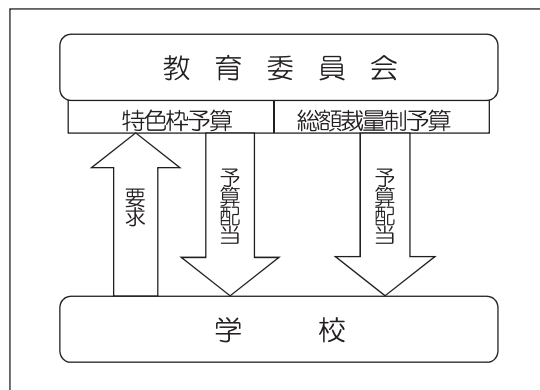 教育委員会
特色枠予算
総額裁量制予算
要求
予算配当
予算配当
学校